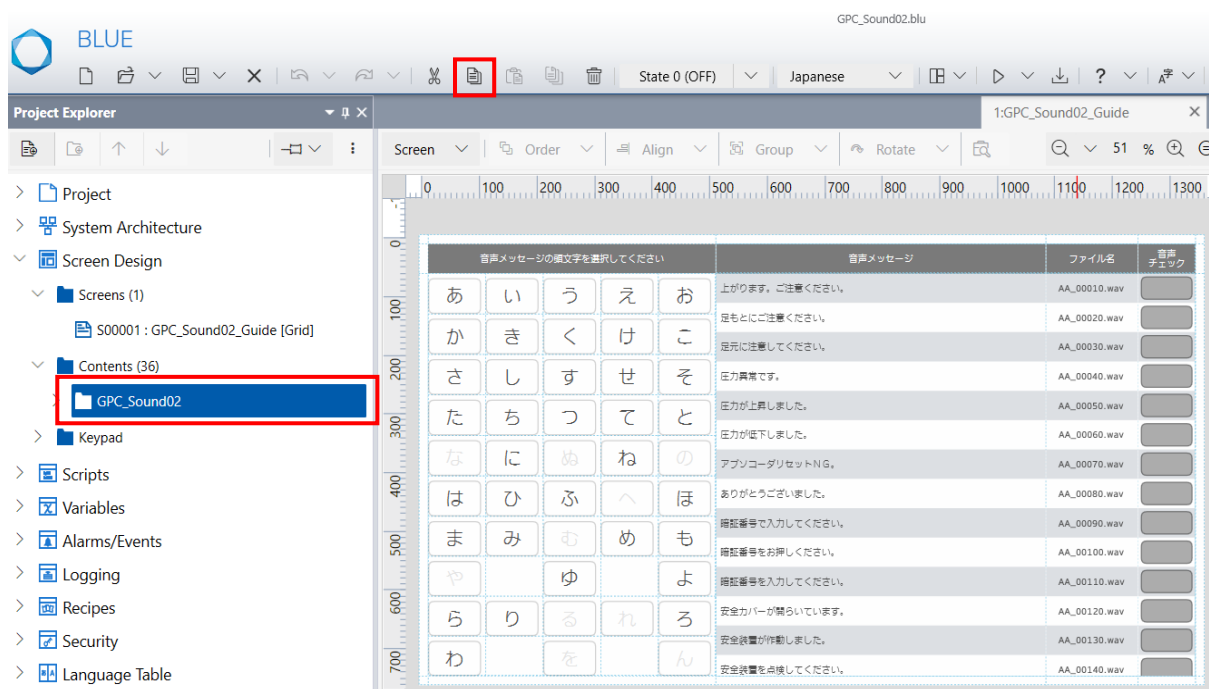 GPC_Sound02.blu
BLUE
State 0 (OFF)
Japanese
?
A字
Project Explorer
1:GPC_Sound02_Guide
Screen
Order
Align
Group
Rotate
51 %
Project
System Architecture
Screen Design
Screens (1)
S00001 : GPC_Sound02_Guide [Grid]
Contents (36)
GPC_Sound02
Keypad
Scripts
Variables
Alarms/Events
Logging
Recipes
Security
Language Table
0 100 200 300 400 500 600 700 800 900 1000 1100 1200 1300
0
100
200
300
400
500
600
700
音声メッセージの頭文字を選択してください
あ い う え お
か き く け こ
さ し す せ そ
た ち つ て と
な に ぬ ね の
は ひ ふ へ ほ
ま み む め も
や ゆ よ
ら り る れ ろ
わ を ん
音声メッセージ ファイル名 音声チェック
上がります。ご注意ください。 AA_00010.wav
足もとにご注意ください。 AA_00020.wav
足元に注意してください。 AA_00030.wav
圧力異常です。 AA_00040.wav
圧力が上昇しました。 AA_00050.wav
圧力が低下しました。 AA_00060.wav
アブソコーダリセットNG。 AA_00070.wav
ありがとうございました。 AA_00080.wav
暗証番号で入力してください。 AA_00090.wav
暗証番号をお押しください。 AA_00100.wav
暗証番号を入力してください。 AA_00110.wav
安全カバーが開らいています。 AA_00120.wav
安全装置が作動しました。 AA_00130.wav
安全装置を点検してください。 AA_00140.wav